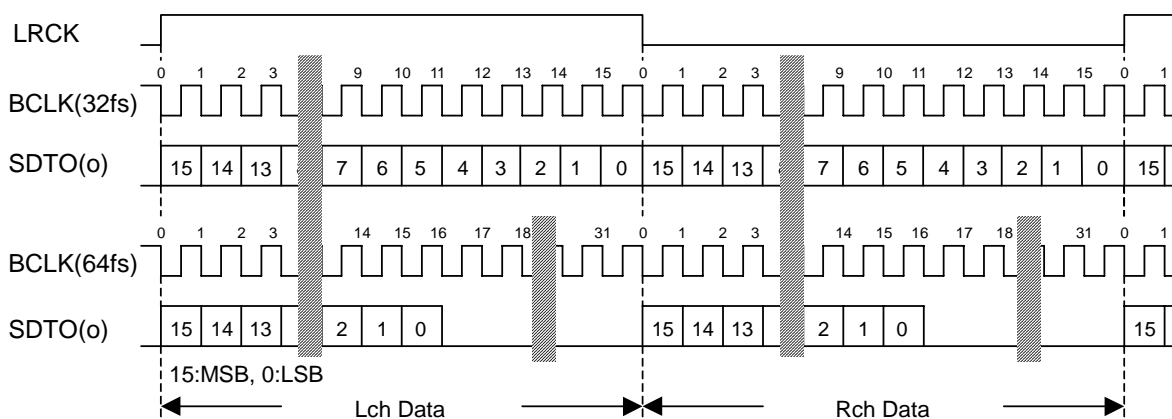 LRCK
0 1 2 3 9 10 11 12 13 14 15 0 1 2 3 9 10 11 12 13 14 15 0 1
BCLK(32fs)
SDTO(o) 15 14 13 7 6 5 4 3 2 1 0 15 14 13 7 6 5 4 3 2 1 0 15
0 1 2 3 14 15 16 17 18 31 0 1 2 3 14 15 16 17 18 31 0 1
BCLK(64fs)
SDTO(o) 15 14 13 2 1 0 15 14 13 2 1 0 15
15:MSB, 0:LSB
Lch Data Rch Data